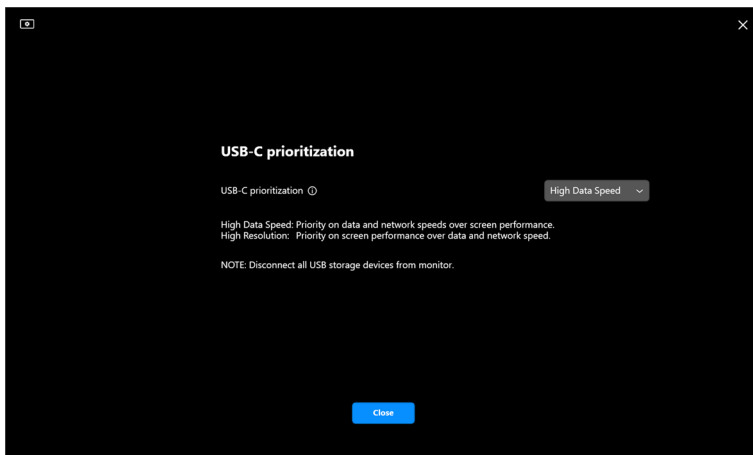 USB-C prioritization
USB-C prioritization
High Data Speed
High Data Speed: Priority on data and network speeds over screen performance.
High Resolution: Priority on screen performance over data and network speed.
NOTE: Disconnect all USB storage devices from monitor.
Close